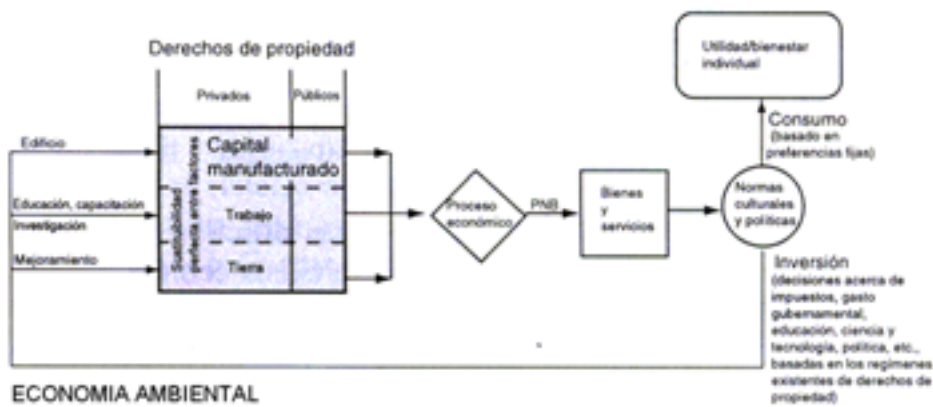 Derechos de propiedad
Privados
Públicos
Utilidad/bienestar
individual
Consumo
(basado en
preferencias fijas)
Edificio
Educación, capacitación
Investigación
Mejoramiento
Sustitubilidad
perfecta entre factores
Capital
manufacturado
Trabajo
Tierra
Proceso
económico
PNB
Bienes
y
servicios
Normas
culturales
y políticas
Inversión
(decisiones acerca de
impuestos, gasto
gubernamental,
educación, ciencia y
tecnología, política, etc.,
basadas en los regímenes
existentes de derechos de
propiedad)
ECONOMIA AMBIENTAL